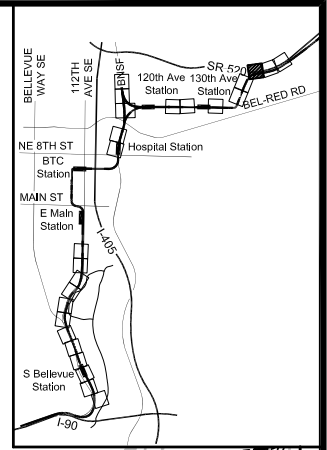 BELLEVUE
WAY SE
112TH
AVE SE
BNSF
SR 520
120th Ave
Station
130th Ave
Station
BEL-RED RD
NE 8TH ST
Hospital Station
BTC
Station
MAIN ST
E Main
Station
I-405
S Bellevue
Station
I-90